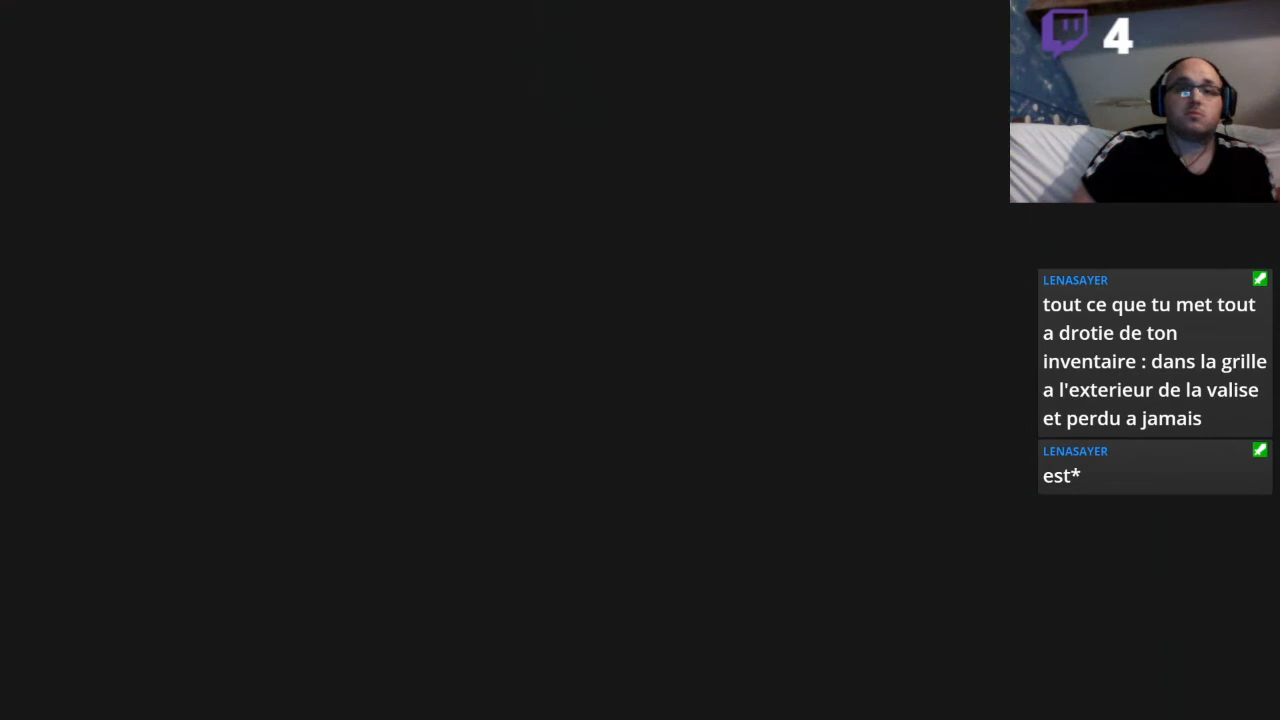 4
LENASAYER
tout ce que tu met tout
a drotie de ton
inventaire : dans la grille
a l'exterieur de la valise
et perdu a jamais
LENASAYER
est*